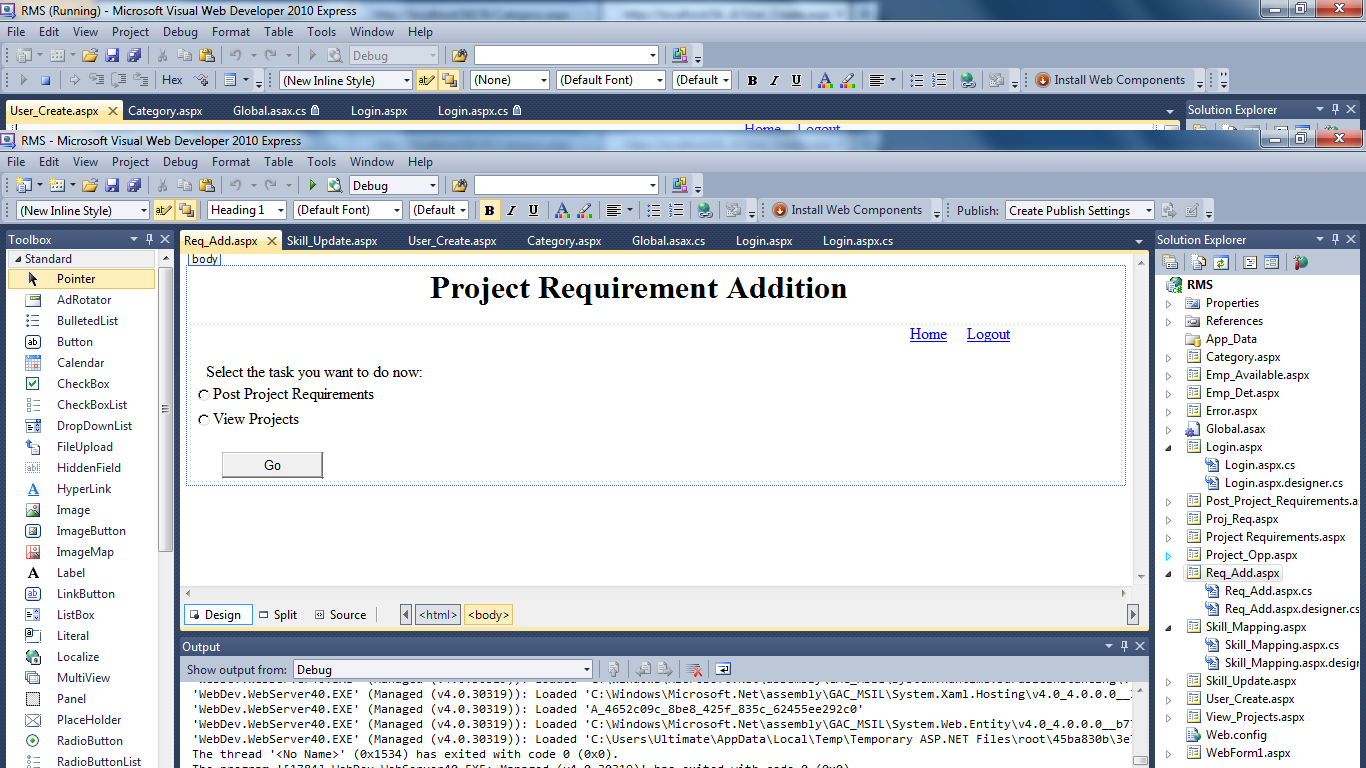 RMS (Running) - Microsoft Visual Web Developer 2010 Express
File Edit View Project Debug Format Table Tools Window Help
Debug
Hex (New Inline Style) (None) (Default Font) (Default Install Web Components
User_Create.aspx Category.aspx Global.asax.cs Login.aspx Login.aspx.cs Solution Explorer
Home Logout
RMS - Microsoft Visual Web Developer 2010 Express
File Edit View Project Debug Format Table Tools Window Help
Debug
(New Inline Style) Heading 1 (Default Font) (Default B I U Install Web Components Publish: Create Publish Settings
Toolbox
Standard
Pointer
AdRotator
BulletedList
Button
Calendar
CheckBox
CheckBoxList
DropDownList
FileUpload
HiddenField
HyperLink
Image
ImageButton
ImageMap
Label
LinkButton
ListBox
Literal
Localize
MultiView
Panel
PlaceHolder
RadioButton
RadioButtonList
Req_Add.aspx Skill_Update.aspx User_Create.aspx Category.aspx Global.asax.cs Login.aspx Login.aspx.cs
body
Project Requirement Addition
Home Logout
Select the task you want to do now:
Post Project Requirements
View Projects
Go
Design Split Source <html> <body>
Output
Show output from: Debug
'WebDev.WebServer40.EXE' (Managed (v4.0.30319)): Loaded 'C:\Windows\Microsoft.Net\assembly\GAC_MSIL\System.Xaml.Hosting\v4.0_4.0.0.0__
'WebDev.WebServer40.EXE' (Managed (v4.0.30319)): Loaded 'A_4652c09c_8be8_425f_835c_62455ee292c0'
'WebDev.WebServer40.EXE' (Managed (v4.0.30319)): Loaded 'C:\Windows\Microsoft.Net\assembly\GAC_MSIL\System.Web.Entity\v4.0_4.0.0.0__b7
'WebDev.WebServer40.EXE' (Managed (v4.0.30319)): Loaded 'C:\Users\Ultimate\AppData\Local\Temp\Temporary ASP.NET Files\root\45ba830b\3e
The thread '<No Name>' (0x1534) has exited with code 0 (0x0).
Solution Explorer
RMS
Properties
References
App_Data
Category.aspx
Emp_Available.aspx
Emp_Det.aspx
Error.aspx
Global.asax
Login.aspx
Login.aspx.cs
Login.aspx.designer.cs
Post_Project_Requirements.a
Proj_Req.aspx
Project Requirements.aspx
Project_Opp.aspx
Req_Add.aspx
Req_Add.aspx.cs
Req_Add.aspx.designer.cs
Skill_Mapping.aspx
Skill_Mapping.aspx.cs
Skill_Mapping.aspx.desig
Skill_Update.aspx
User_Create.aspx
View_Projects.aspx
Web.config
WebForm1.aspx